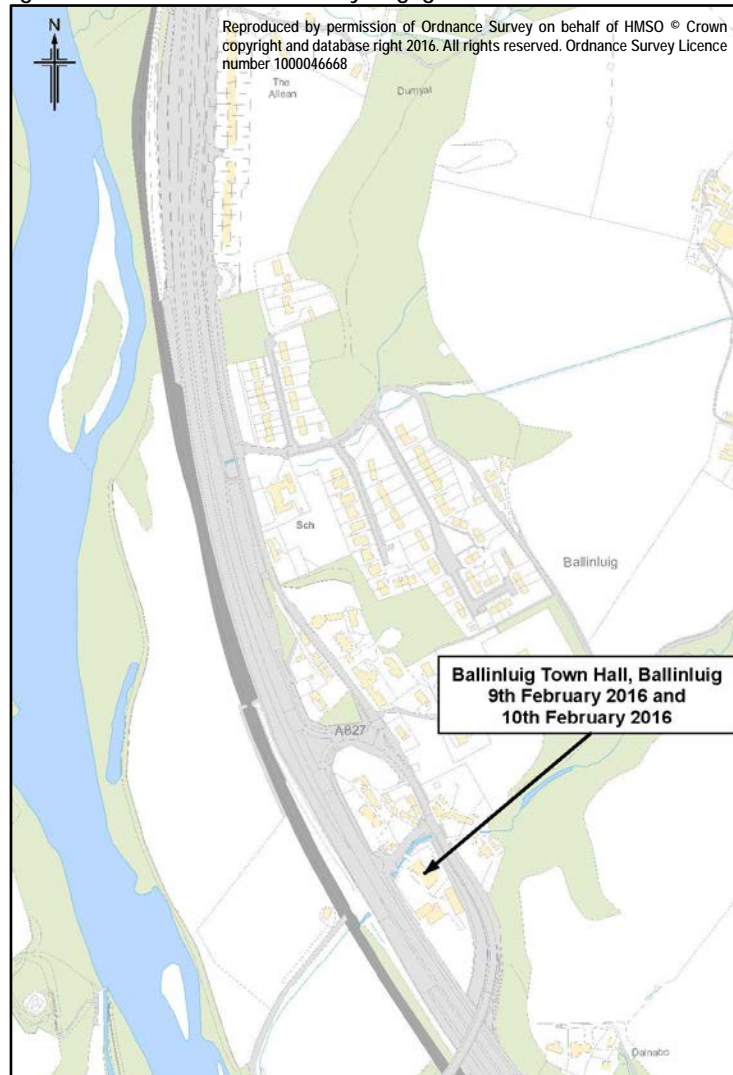 N
Reproduced by permission of Ordnance Survey on behalf of HMSO © Crown
copyright and database right 2016. All rights reserved. Ordnance Survey Licence
number 1000046668
The
Allean
Dumyat
Sch
Ballinluig
Ballinluig Town Hall, Ballinluig
9th February 2016 and
10th February 2016
A827
Dalnabo